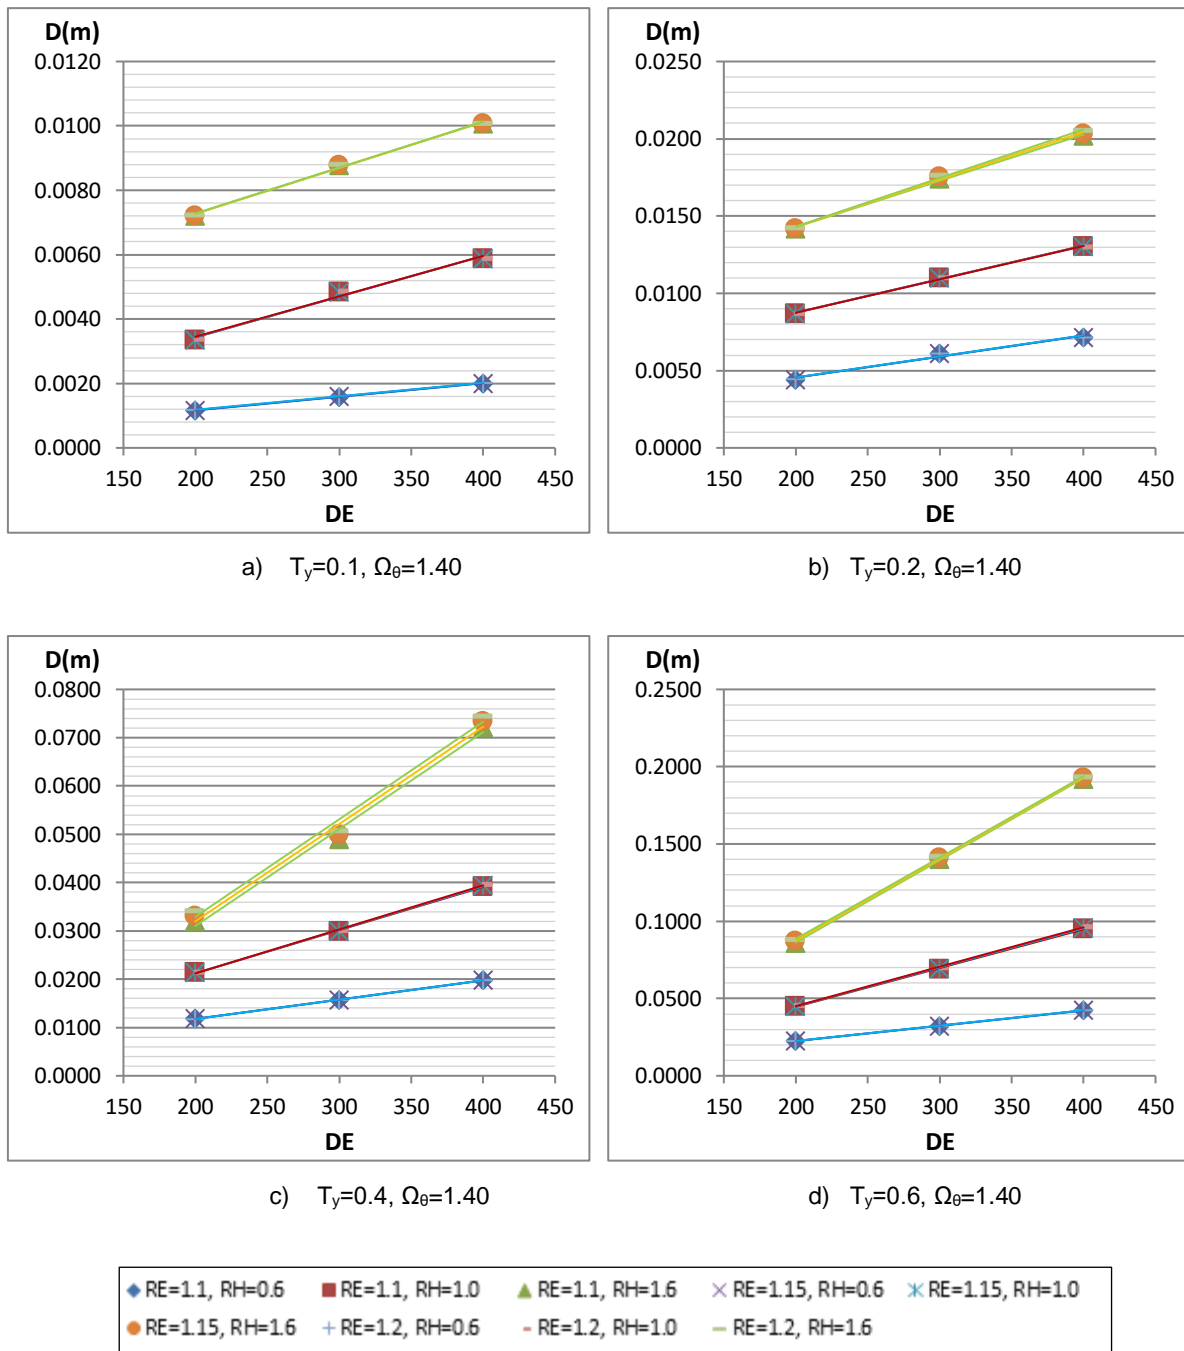 D(m)
0.0120
0.0100
0.0080
0.0060
0.0040
0.0020
0.0000
150 200 250 300 350 400 450
DE
a) Ty=0.1, Ωθ=1.40
D(m)
0.0250
0.0200
0.0150
0.0100
0.0050
0.0000
150 200 250 300 350 400 450
DE
b) Ty=0.2, Ωθ=1.40
D(m)
0.0800
0.0700
0.0600
0.0500
0.0400
0.0300
0.0200
0.0100
0.0000
150 200 250 300 350 400 450
DE
c) Ty=0.4, Ωθ=1.40
D(m)
0.2500
0.2000
0.1500
0.1000
0.0500
0.0000
150 200 250 300 350 400 450
DE
d) Ty=0.6, Ωθ=1.40
RE=1.1, RH=0.6 RE=1.1, RH=1.0 RE=1.1, RH=1.6 RE=1.15, RH=0.6 RE=1.15, RH=1.0
RE=1.15, RH=1.6 RE=1.2, RH=0.6 RE=1.2, RH=1.0 RE=1.2, RH=1.6